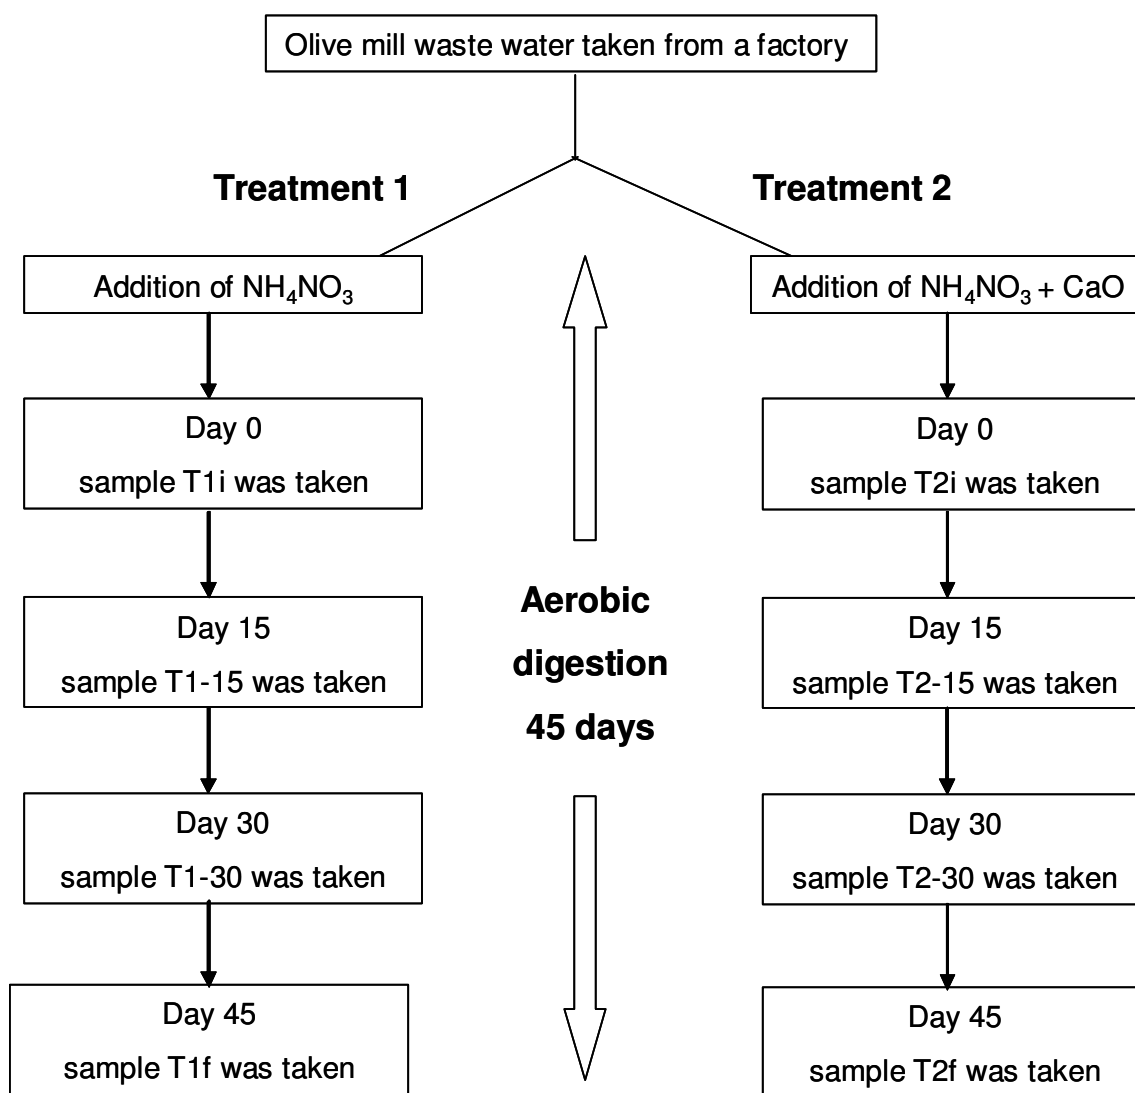 Olive mill waste water taken from a factory
Treatment 1
Treatment 2
Addition of NH₄NO₃
Addition of NH₄NO₃ + CaO
Day 0
sample T1i was taken
Day 0
sample T2i was taken
Day 15
sample T1-15 was taken
Aerobic
digestion
45 days
Day 15
sample T2-15 was taken
Day 30
sample T1-30 was taken
Day 30
sample T2-30 was taken
Day 45
sample T1f was taken
Day 45
sample T2f was taken